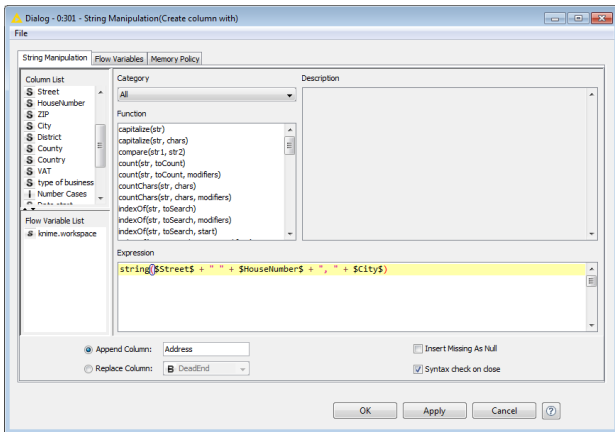 Dialog - 0:301 - String Manipulation(Create column with)
File
String Manipulation Flow Variables Memory Policy
Column List
S Street
S HouseNumber
S ZIP
S City
S District
S County
S Country
S VAT
S type of business
I Number Cases
Flow Variable List
s knime.workspace
Category
All
Function
capitalize(str)
capitalize(str, chars)
compare(str1, str2)
count(str, toCount)
count(str, toCount, modifiers)
countChars(str, chars)
countChars(str, chars, modifiers)
indexOf(str, toSearch)
indexOf(str, toSearch, modifiers)
indexOf(str, toSearch, start)
Description
Expression
string($Street$ + " " + $HouseNumber$ + ", " + $City$)
Append Column: Address
Insert Missing As Null
Replace Column: B DeadEnd
Syntax check on close
OK Apply Cancel ?